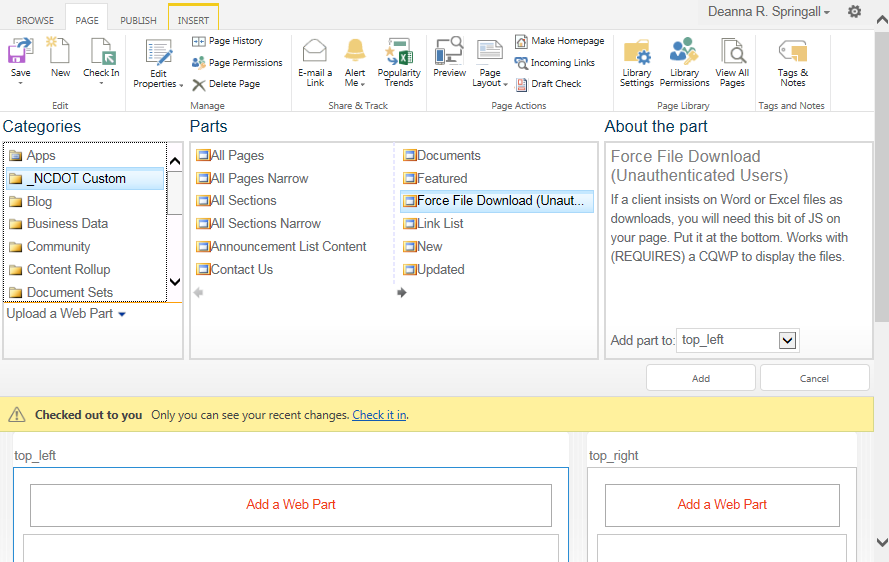 BROWSE PAGE PUBLISH INSERT Deanna R. Springall
Save New Check In Edit Properties Page History Page Permissions Delete Page E-mail a Link Alert Me Popularity Trends Preview Page Layout Make Homepage Incoming Links Draft Check Library Settings Library Permissions View All Pages Tags & Notes
Edit Manage Share & Track Page Actions Page Library Tags and Notes
Categories
Apps
_NCDOT Custom
Blog
Business Data
Community
Content Rollup
Document Sets
Upload a Web Part
Parts
All Pages
All Pages Narrow
All Sections
All Sections Narrow
Announcement List Content
Contact Us
Documents
Featured
Force File Download (Unaut...
Link List
New
Updated
About the part
Force File Download
(Unauthenticated Users)
If a client insists on Word or Excel files as
downloads, you will need this bit of JS on
your page. Put it at the bottom. Works with
(REQUIRES) a CQWP to display the files.
Add part to: top_left
Add Cancel
Checked out to you Only you can see your recent changes. Check it in.
top_left top_right
Add a Web Part Add a Web Part